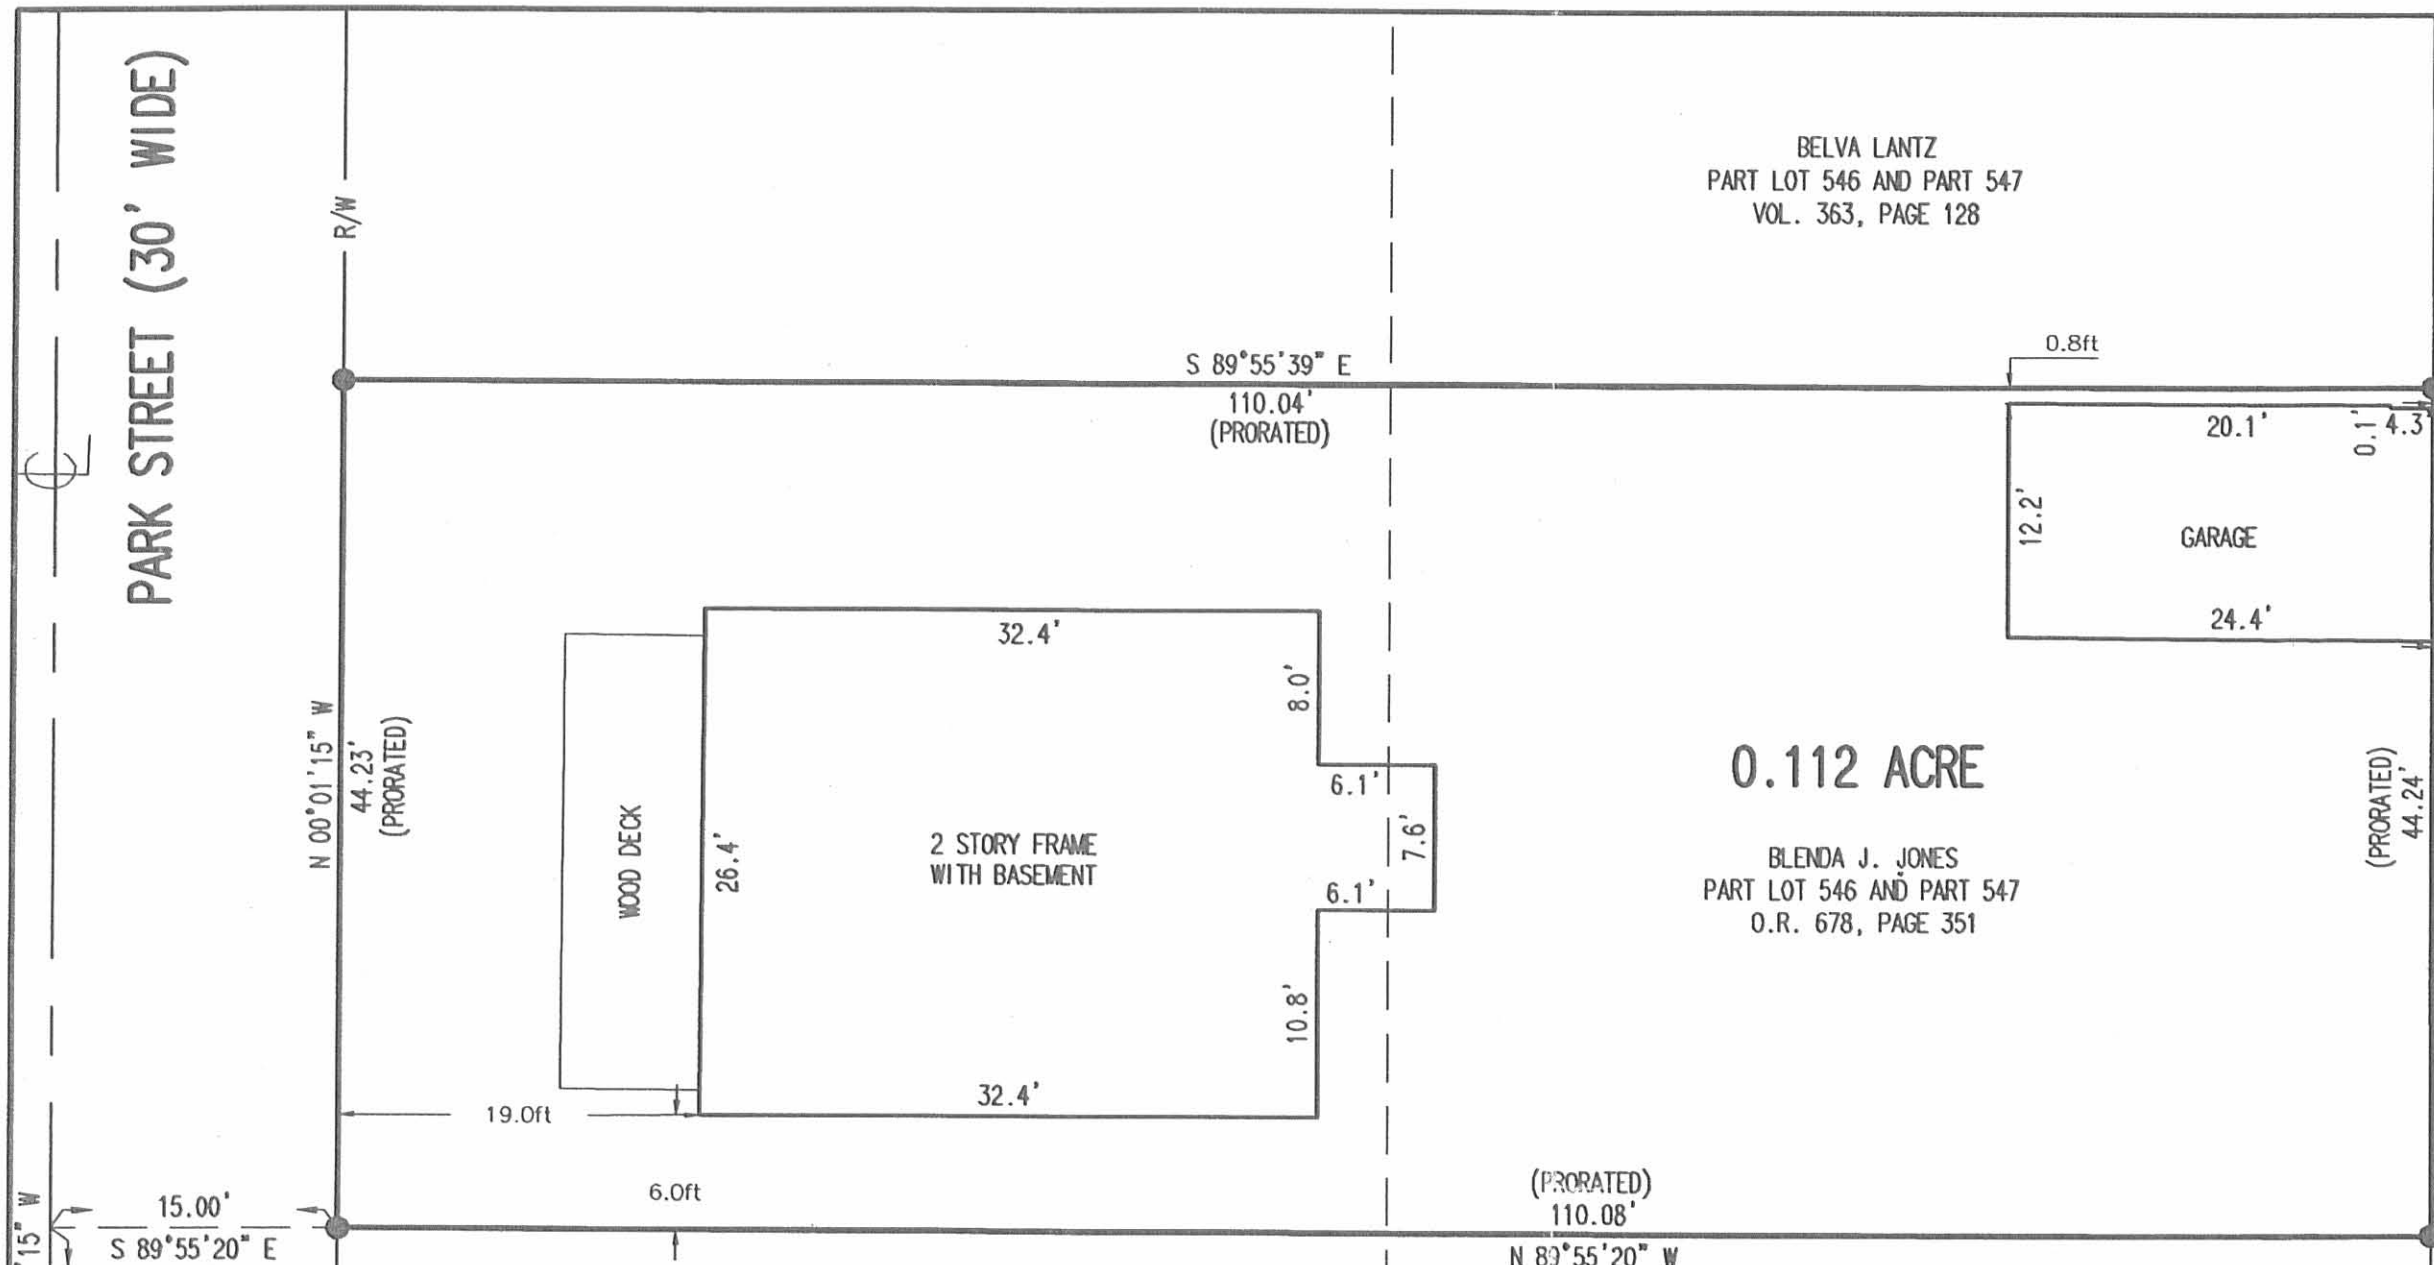 PARK STREET (30' WIDE)
R/W
BELVA LANTZ
PART LOT 546 AND PART 547
VOL. 363, PAGE 128
S 89°55'39" E
110.04'
(PRORATED)
0.8ft
20.1'
0.1'
4.3'
12.2'
GARAGE
24.4'
N 00°01'15" W
44.23'
(PRORATED)
WOOD DECK
32.4'
8.0'
6.1'
7.6'
6.1'
26.4'
2 STORY FRAME
WITH BASEMENT
10.8'
32.4'
19.0ft
6.0ft
0.112 ACRE
BLENDA J. JONES
PART LOT 546 AND PART 547
O.R. 678, PAGE 351
(PRORATED)
44.24'
(PRORATED)
110.08'
N 89°55'20" W
15.00'
S 89°55'20" E
'15" W